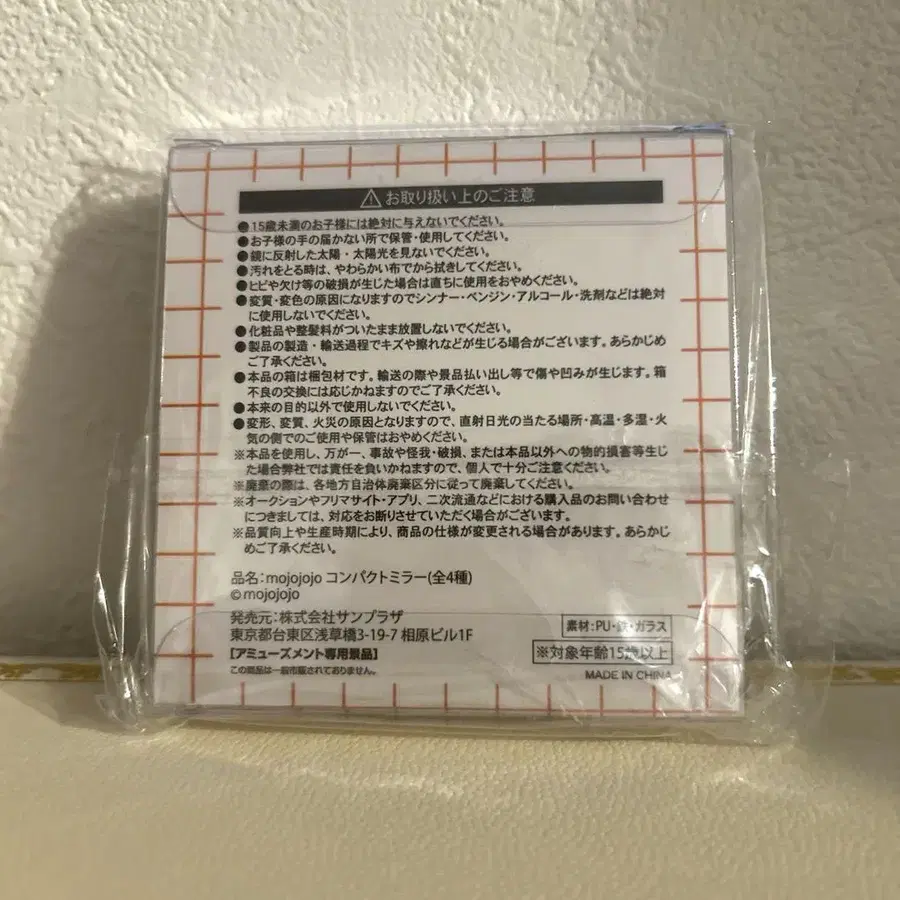 ⚠お取り扱い上のご注意
●15歳未満のお子様には絶対に与えないでください。
●お子様の手の届かない所で保管・使用してください。
●鏡に反射した太陽・太陽光を見ないでください。
●汚れをとる時は、やわらかい布でから拭きしてください。
●ヒビや欠け等の破損が生じた場合は直ちに使用をおやめください。
●変質・変色の原因になりますのでシンナー・ベンジン・アルコール・洗剤などは絶対
に使用しないでください。
●化粧品や整髪料がついたまま放置しないでください。
●製品の製造・輸送過程でキズや擦れなどが生じる場合がございます。あらかじめ
ご了承ください。
●本品の箱は梱包材です。輸送の際や景品払い出し等で傷や凹みが生じます。箱
不良の交換には応じかねますのでご了承ください。
●本来の目的以外で使用しないでください。
●変形、変質、火災の原因となりますので、直射日光の当たる場所・高温・多湿・火
気の側でのご使用や保管はおやめください。
※本品を使用し、万が一、事故や怪我・破損、または本品以外への物的損害等生じ
た場合弊社では責任を負いかねますので、個人で十分ご注意ください。
※廃棄の際は、各地方自治体廃棄区分に従って廃棄してください。
※オークションやフリマサイト・アプリ、二次流通などにおける購入品のお問い合わせ
につきましては、対応をお断りさせていただく場合がございます。
※品質向上や生産時期により、商品の仕様が変更される場合があります。あらかじ
めご了承ください。
品名:mojojojo コンパクトミラー(全4種)
©mojojojo
発売元:株式会社サンプラザ
東京都台東区浅草橋3-19-7 相原ビル1F
【アミューズメント専用景品】
この商品は一般市販されておりません。
素材:PU・鉄・ガラス
※対象年齢15歳以上
MADE IN CHINA